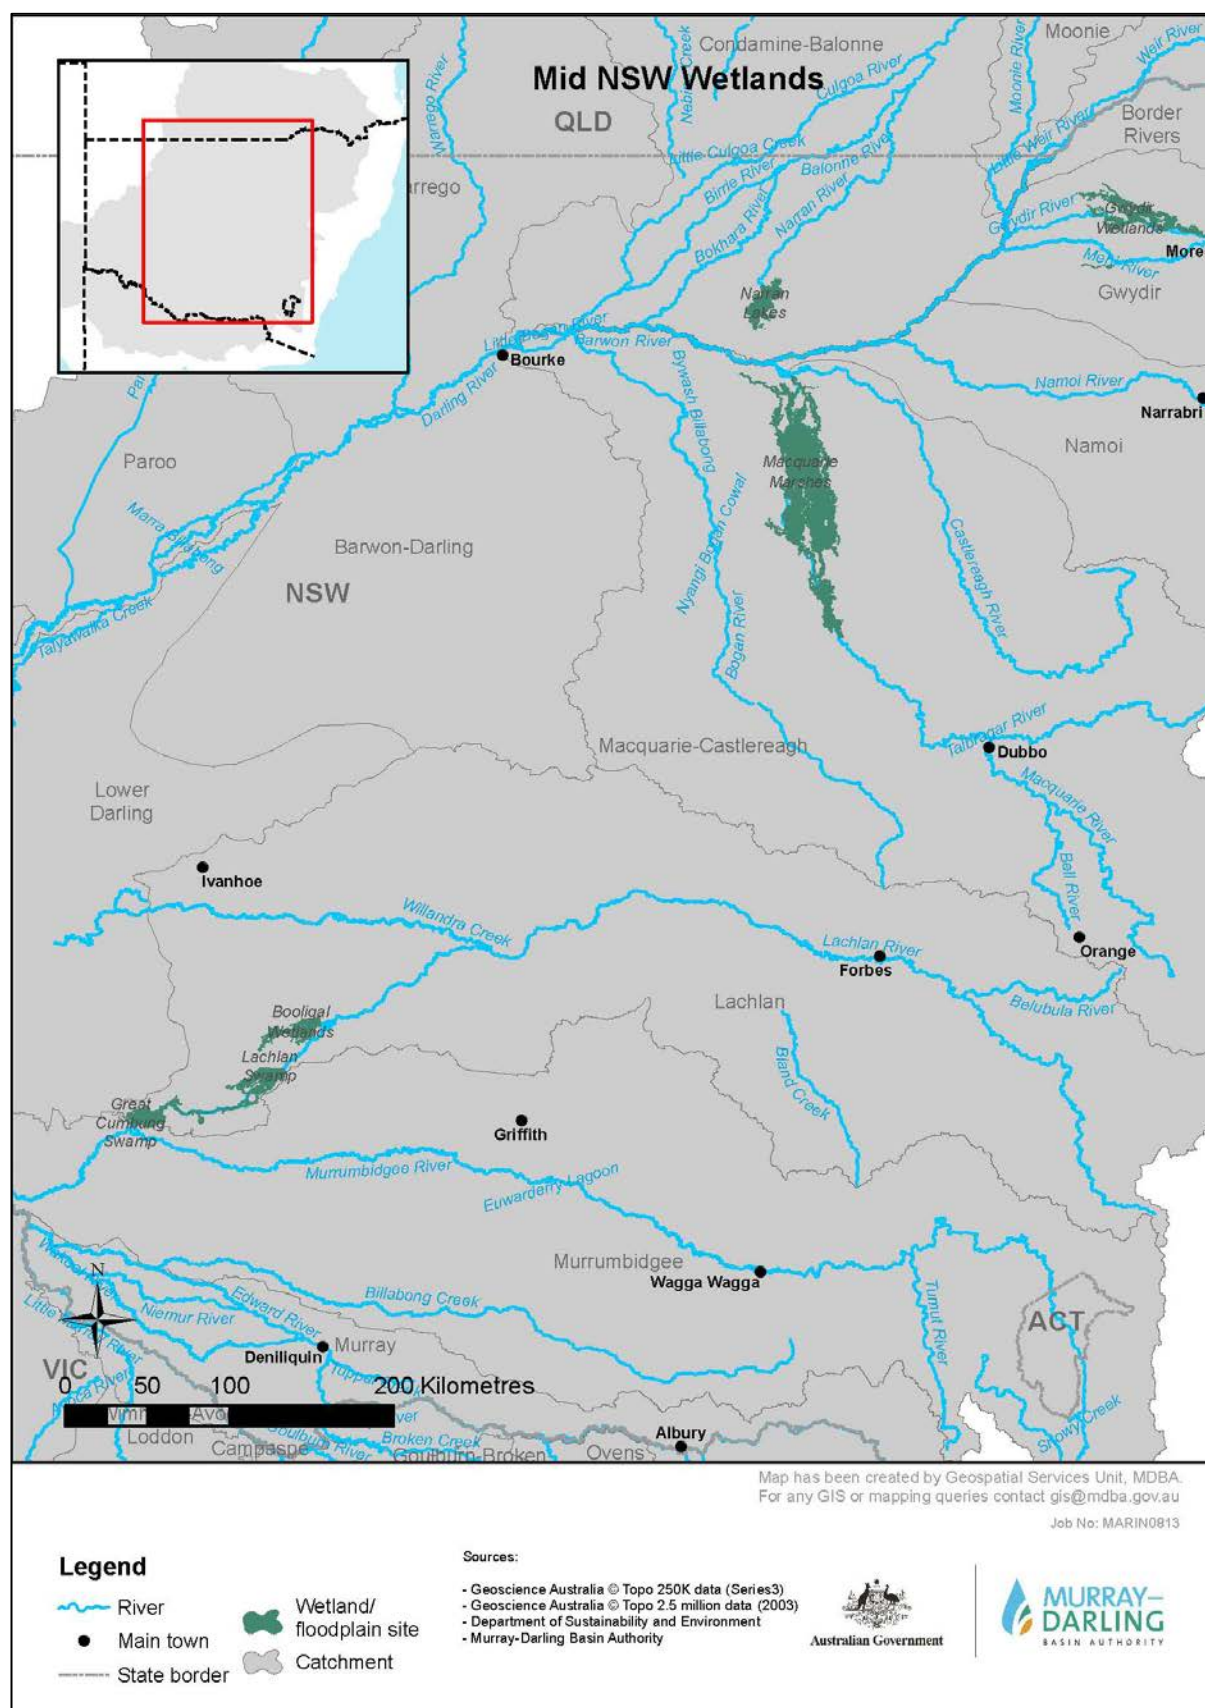 Mid NSW Wetlands
QLD
Condamine-Balonne
Moonie
Weir River
Moonie River
Culgoa River
Warrego River
Border
Rivers
Little Weir River
Little Culgoa Creek
Birrie River
Balonne River
arrego
Bokhara River
Narran River
Gwydir River
Gwydir
Wetlands
More
Gwydir
Narran
Lakes
Barwon River
Bourke
Darling River
Bywash Billabong
Namoi River
Narrabri
Namoi
Paroo
Macquarie
Marshes
Marra Billabong
Barwon-Darling
NSW
Nyangi Bogan Cowal
Castlereagh River
Talyawalka Creek
Bogan River
Macquarie-Castlereagh
Talbragar River
Dubbo
Macquarie River
Lower
Darling
Ivanhoe
Bell River
Willandra Creek
Lachlan River
Orange
Forbes
Lachlan
Belubula River
Booligal
Wetlands
Lachlan
Swamp
Bland Creek
Great
Cumbung
Swamp
Griffith
Murrumbidgee River
Euwarderry Lagoon
Murrumbidgee
Wagga Wagga
N
Edward River
Niemur River
Billabong Creek
Tumut River
ACT
VIC
Murray
Deniliquin
0 50 100 200 Kilometres
Loddon
Campaspe
Goulburn River
Broken Creek
Goulburn-Broken
Ovens
Albury
Map has been created by Geospatial Services Unit, MDBA.
For any GIS or mapping queries contact gis@mdba.gov.au
Job No: MARIN0813
Legend
River
Main town
State border
Wetland/
floodplain site
Catchment
Sources:
- Geoscience Australia © Topo 250K data (Series3)
- Geoscience Australia © Topo 2.5 million data (2003)
- Department of Sustainability and Environment
- Murray-Darling Basin Authority
Australian Government
MURRAY–
DARLING
BASIN AUTHORITY